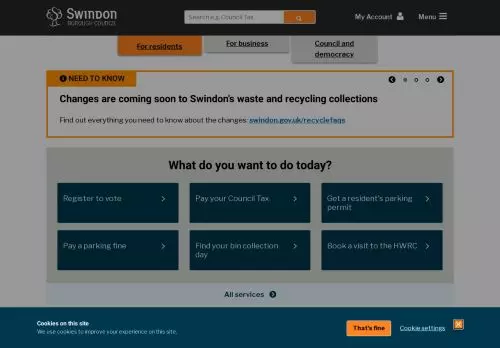 Swindon
BOROUGH COUNCIL
Search e.g. Council Tax
My Account
Menu
For residents
For business
Council and
democracy
NEED TO KNOW
Changes are coming soon to Swindon's waste and recycling collections
Find out everything you need to know about the changes: swindon.gov.uk/recyclefaqs
What do you want to do today?
Register to vote
Pay your Council Tax
Get a resident's parking
permit
Pay a parking fine
Find your bin collection
day
Book a visit to the HWRC
All services
Cookies on this site
We use cookies to improve your experience on this site.
That's fine
Cookie settings